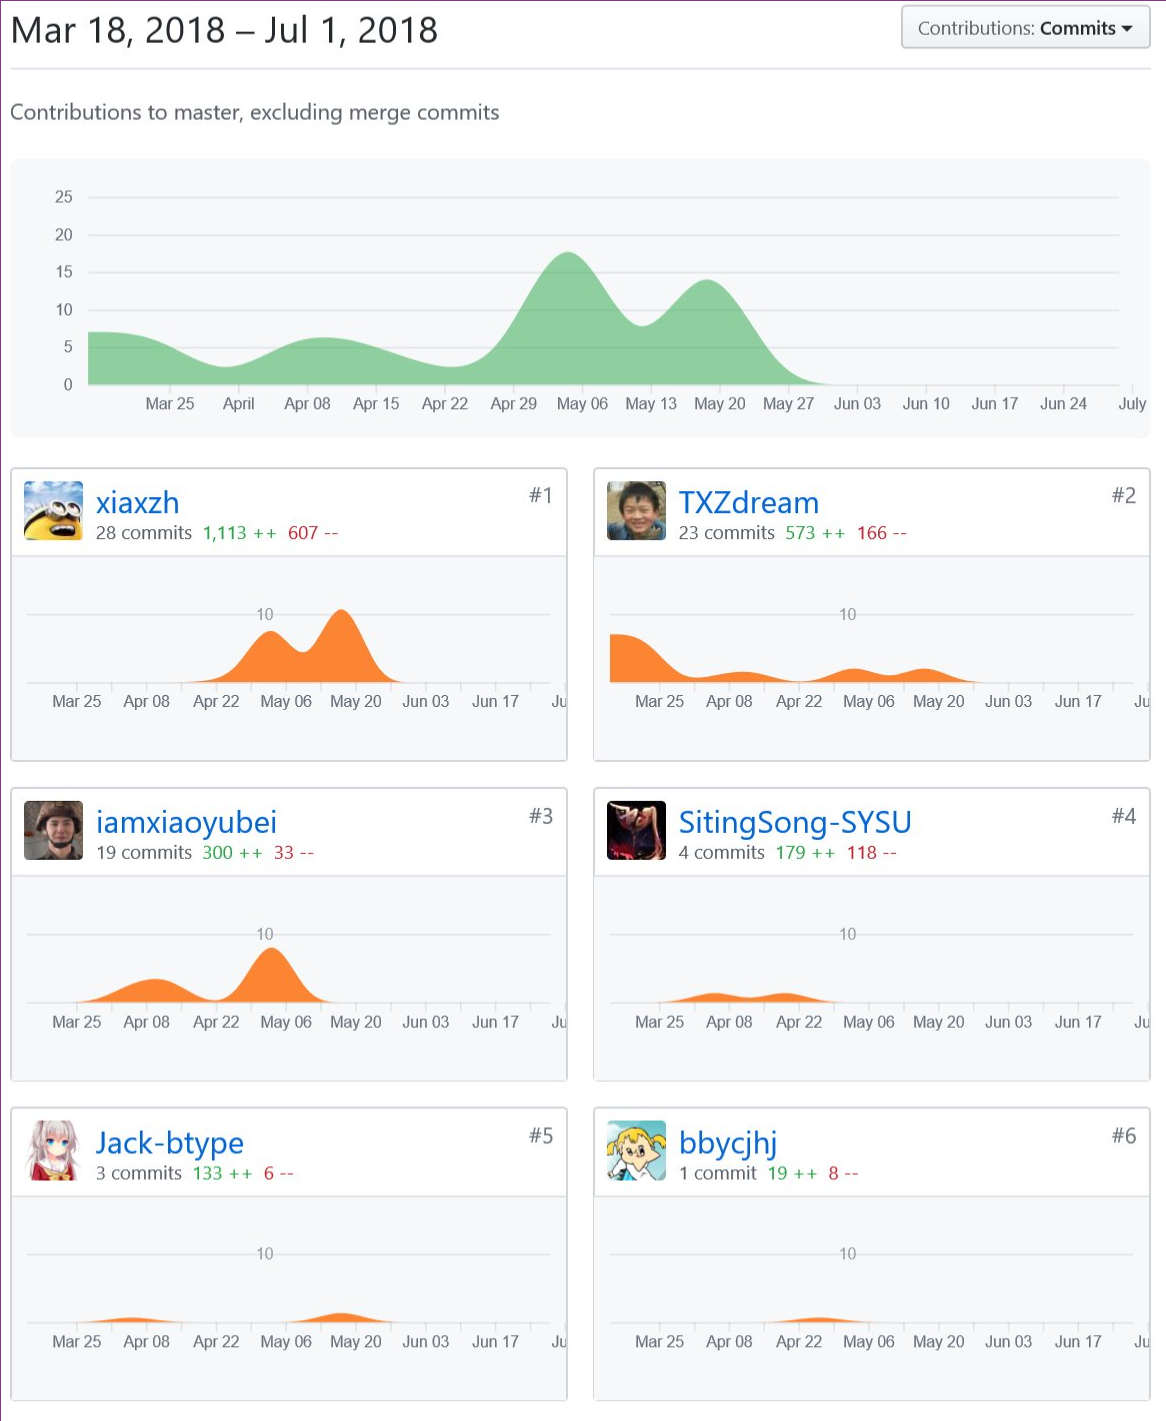 Mar 18, 2018 – Jul 1, 2018
Contributions: Commits
Contributions to master, excluding merge commits
25
20
15
10
5
0
Mar 25 April Apr 08 Apr 15 Apr 22 Apr 29 May 06 May 13 May 20 May 27 Jun 03 Jun 10 Jun 17 Jun 24 July
xiaxzh #1
28 commits 1,113 ++ 607 --
10
Mar 25 Apr 08 Apr 22 May 06 May 20 Jun 03 Jun 17 Ju
TXZdream #2
23 commits 573 ++ 166 --
10
Mar 25 Apr 08 Apr 22 May 06 May 20 Jun 03 Jun 17 Ju
iamxiaoyubei #3
19 commits 300 ++ 33 --
10
Mar 25 Apr 08 Apr 22 May 06 May 20 Jun 03 Jun 17 Ju
SitingSong-SYSU #4
4 commits 179 ++ 118 --
10
Mar 25 Apr 08 Apr 22 May 06 May 20 Jun 03 Jun 17 Ju
Jack-btype #5
3 commits 133 ++ 6 --
10
Mar 25 Apr 08 Apr 22 May 06 May 20 Jun 03 Jun 17 Ju
bbycjhj #6
1 commit 19 ++ 8 --
10
Mar 25 Apr 08 Apr 22 May 06 May 20 Jun 03 Jun 17 Ju